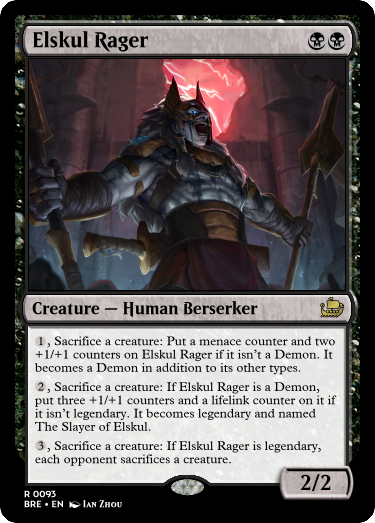 Elskul Rager
Creature — Human Berserker
1, Sacrifice a creature: Put a menace counter and two
+1/+1 counters on Elskul Rager if it isn't a Demon. It
becomes a Demon in addition to its other types.
2, Sacrifice a creature: If Elskul Rager is a Demon,
put three +1/+1 counters and a lifelink counter on it if
it isn't legendary. It becomes legendary and named
The Slayer of Elskul.
3, Sacrifice a creature: If Elskul Rager is legendary,
each opponent sacrifices a creature.
2/2
R 0093
BRE • EN Ian Zhou